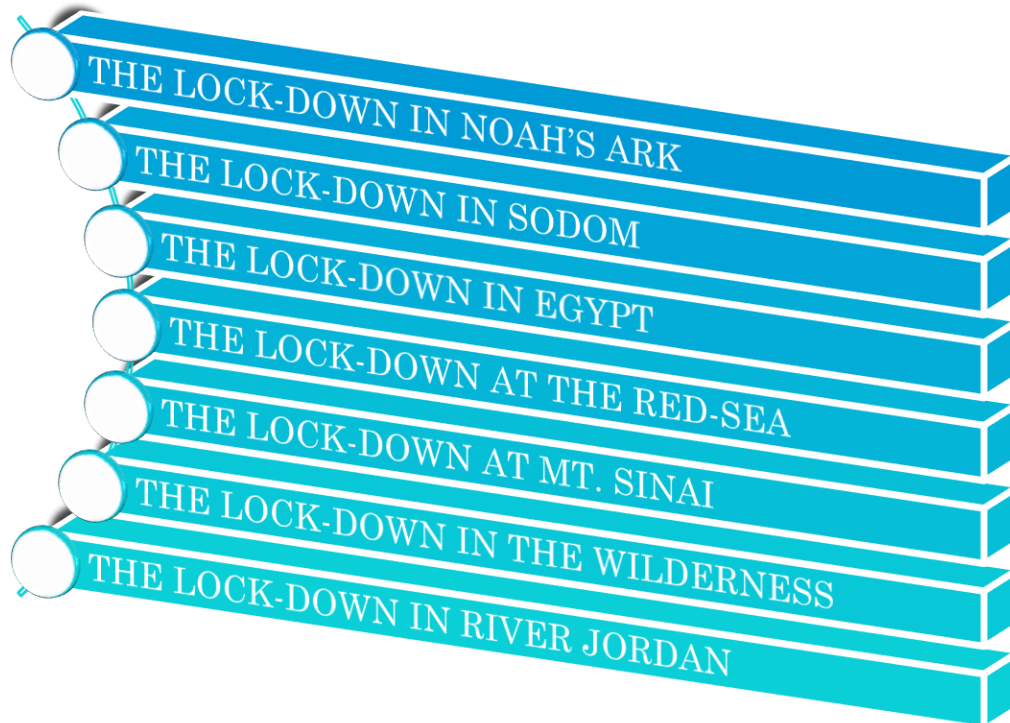 THE LOCK-DOWN IN NOAH’S ARK
THE LOCK-DOWN IN SODOM
THE LOCK-DOWN IN EGYPT
THE LOCK-DOWN AT THE RED-SEA
THE LOCK-DOWN AT MT. SINAI
THE LOCK-DOWN IN THE WILDERNESS
THE LOCK-DOWN IN RIVER JORDAN